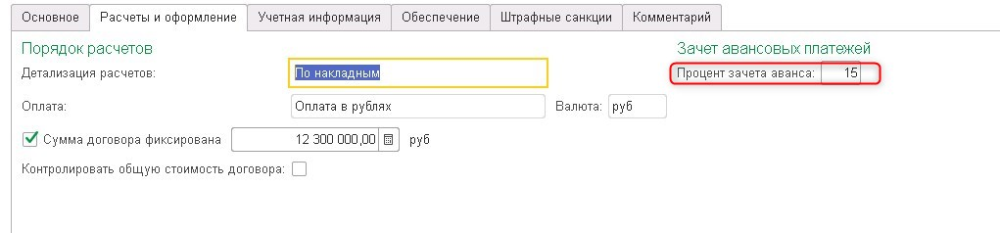 Основное Расчеты и оформление Учетная информация Обеспечение Штрафные санкции Комментарий
Порядок расчетов Зачет авансовых платежей
Детализация расчетов: По накладным Процент зачета аванса: 15
Оплата: Оплата в рублях Валюта: руб
Сумма договора фиксирована 12 300 000,00 руб
Контролировать общую стоимость договора: